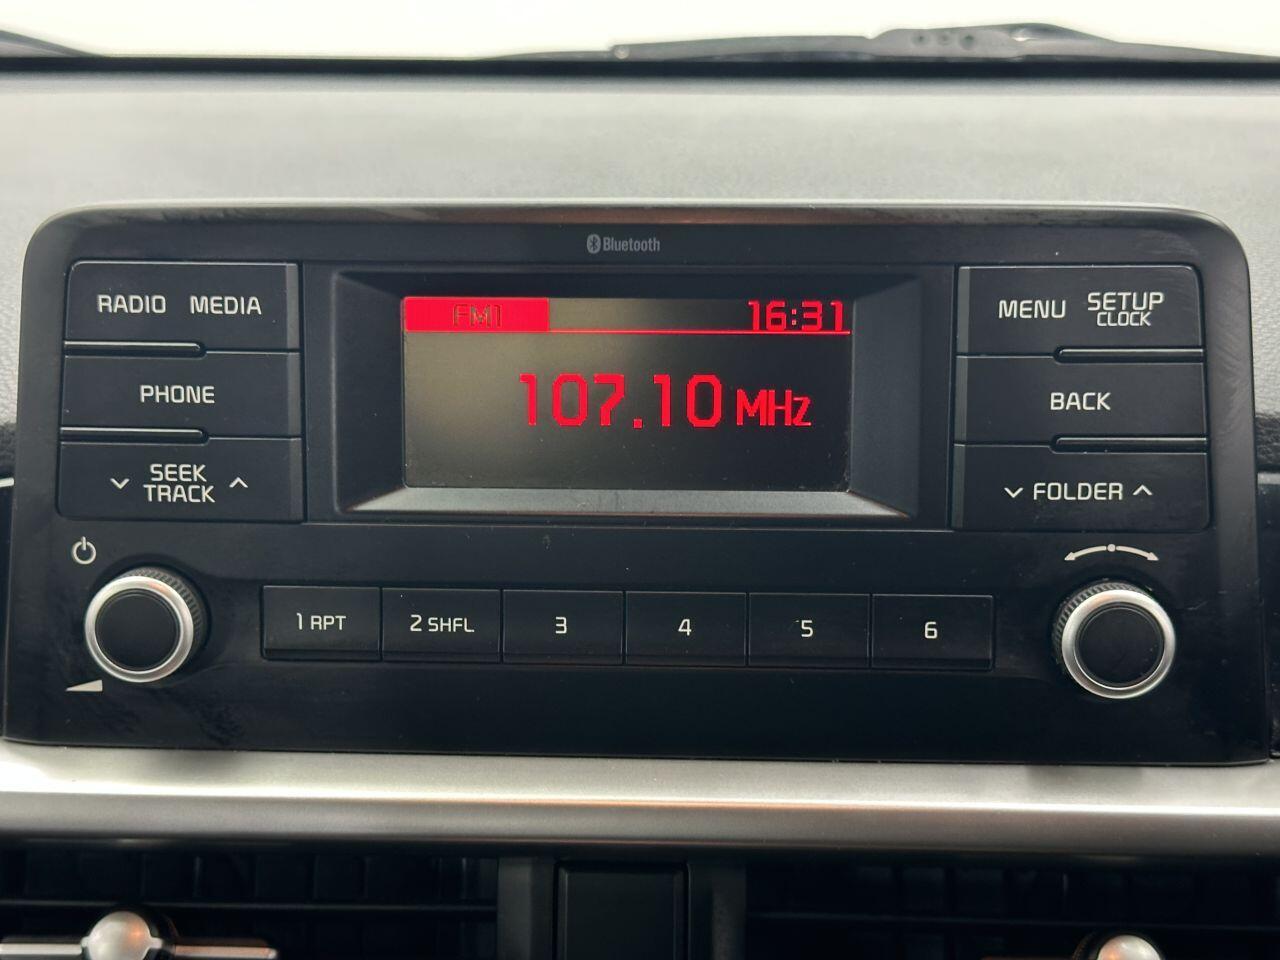 Bluetooth
RADIO MEDIA
PHONE
SEEK
TRACK
FM1 16:31
107.10 MHz
MENU SETUP
CLOCK
BACK
FOLDER
1 RPT 2 SHFL 3 4 5 6